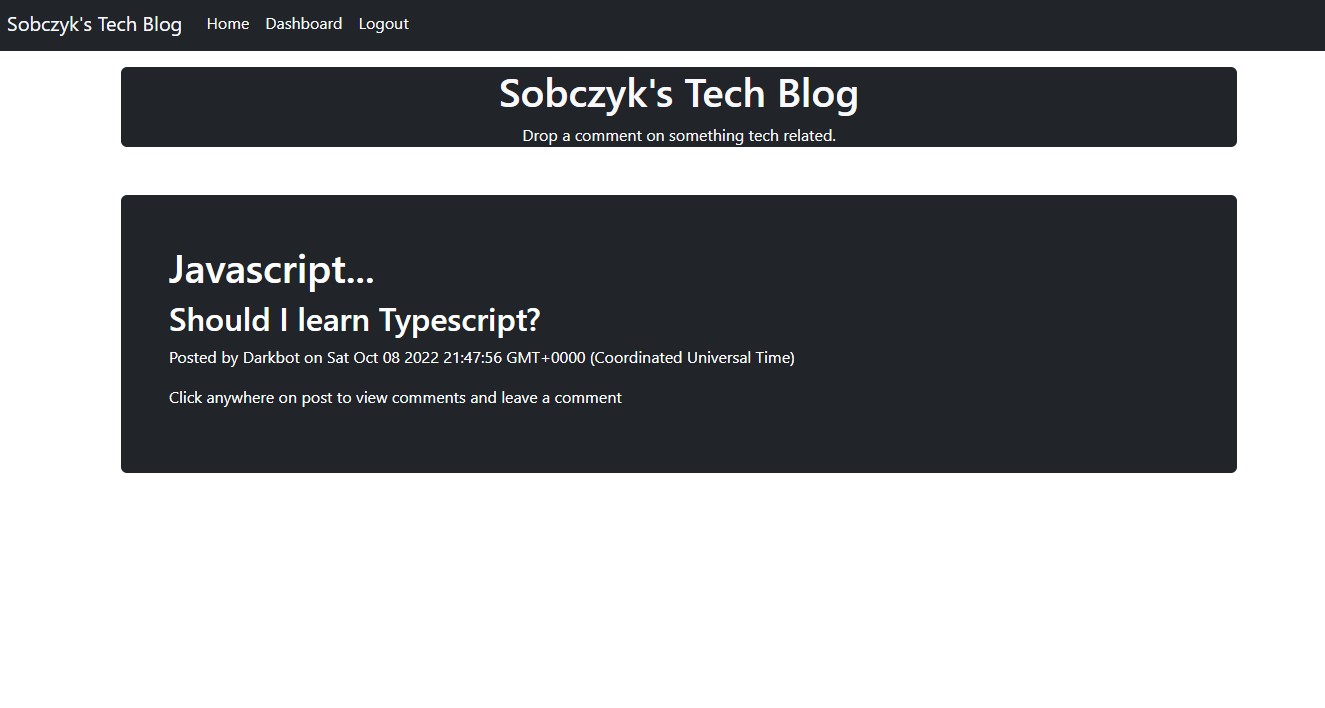 Sobczyk's Tech Blog Home Dashboard Logout
Sobczyk's Tech Blog
Drop a comment on something tech related.
Javascript...
Should I learn Typescript?
Posted by Darkbot on Sat Oct 08 2022 21:47:56 GMT+0000 (Coordinated Universal Time)
Click anywhere on post to view comments and leave a comment